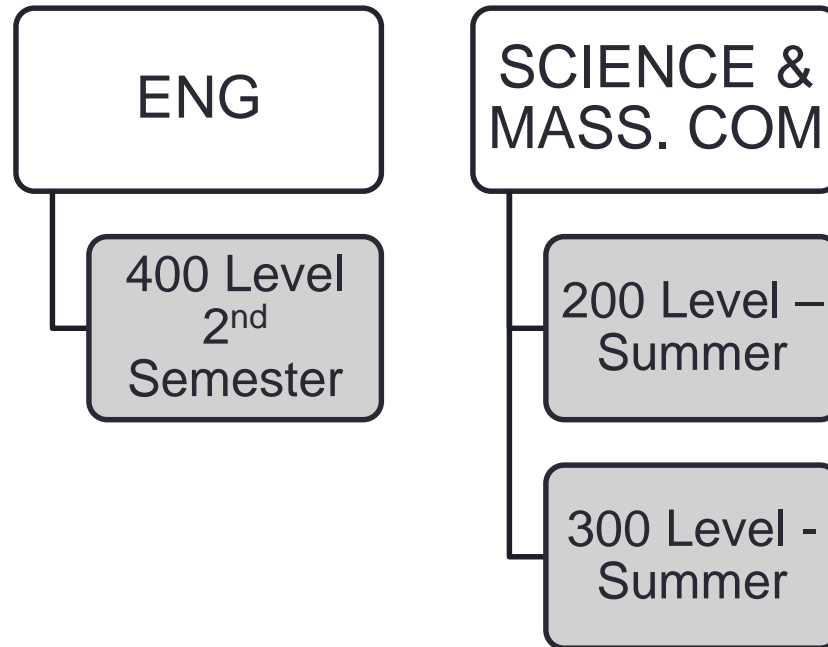 ENG
400 Level
2nd
Semester
SCIENCE &
MASS. COM
200 Level –
Summer
300 Level -
Summer